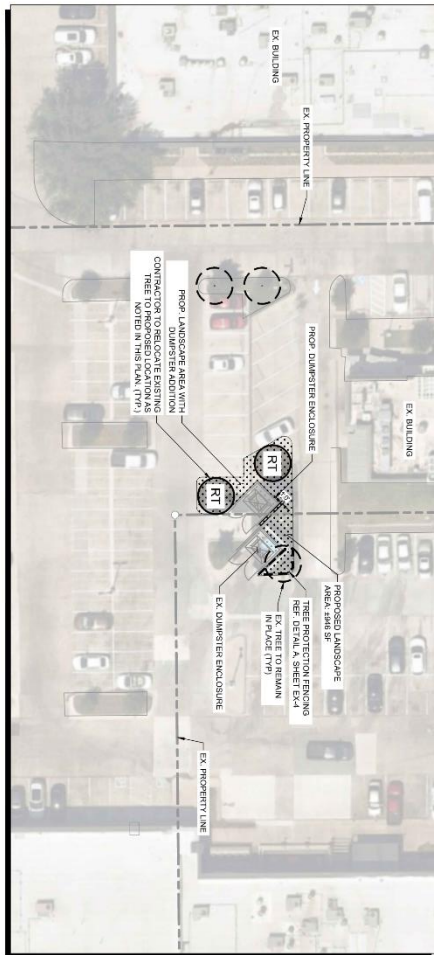 EX. BUILDING
EX. PROPERTY LINE
CONTRACTOR TO RELOCATE EXISTING
TREE TO PROPOSED LOCATION AS
NOTED IN THIS PLAN. (TYP.)
PROP. LANDSCAPE AREA WITH
DUMPSTER ADDITION
PROP. DUMPSTER ENCLOSURE
EX. BUILDING
RT
RT
PROPOSED LANDSCAPE
AREA: ±946 SF
TREE PROTECTION FENCING
REF. DETAIL A, SHEET EX-4
EX. TREE TO REMAIN
IN PLACE (TYP)
EX. DUMPSTER ENCLOSURE
EX. PROPERTY LINE